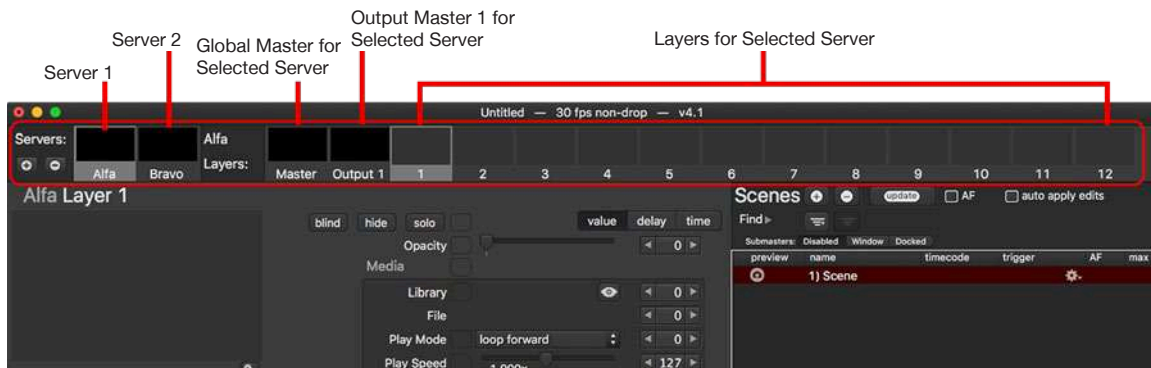 Output Master 1 for
Selected Server
Server 2
Global Master for
Selected Server
Layers for Selected Server
Server 1
Untitled — 30 fps non-drop — v4.1
Servers:
Alfa
Layers:
Alfa Bravo Master Output 1 1 2 3 4 5 6 7 8 9 10 11 12
Alfa Layer 1
blind hide solo value delay time
Opacity 0
Media
Library 0
File 0
Play Mode loop forward 0
Play Speed 1.000x 127
Scenes update AF auto apply edits
Find
Submasters: Disabled Window Docked
preview name timecode trigger AF max
1) Scene